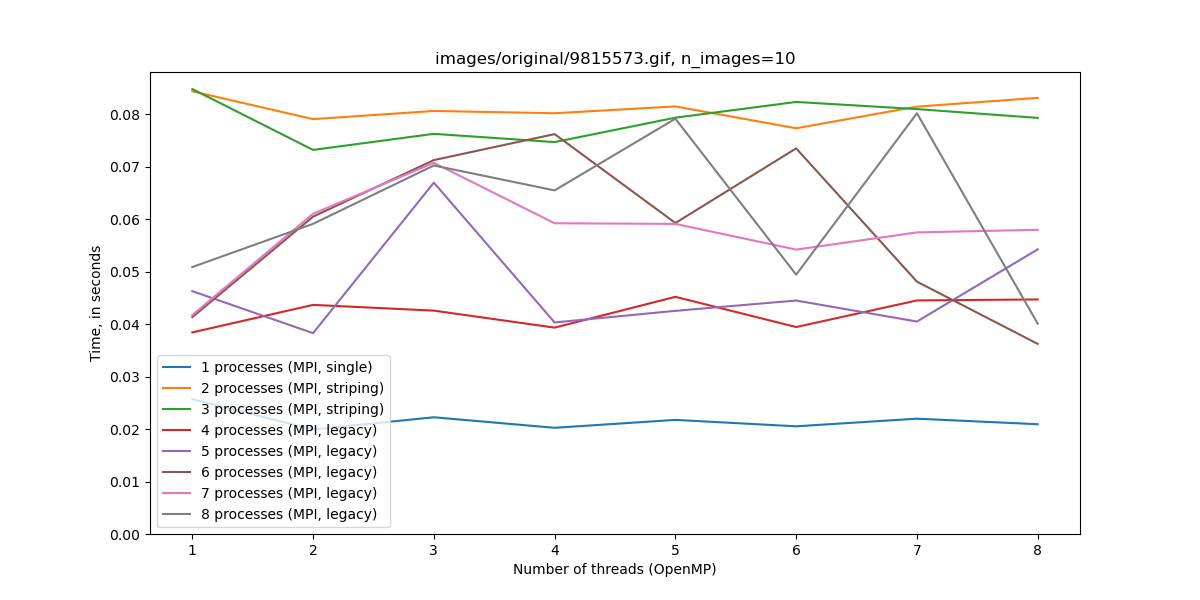 images/original/9815573.gif, n_images=10
Time, in seconds
0.08
0.07
0.06
0.05
0.04
0.03
0.02
0.01
0.00
1 processes (MPI, single)
2 processes (MPI, striping)
3 processes (MPI, striping)
4 processes (MPI, legacy)
5 processes (MPI, legacy)
6 processes (MPI, legacy)
7 processes (MPI, legacy)
8 processes (MPI, legacy)
1 2 3 4 5 6 7 8
Number of threads (OpenMP)